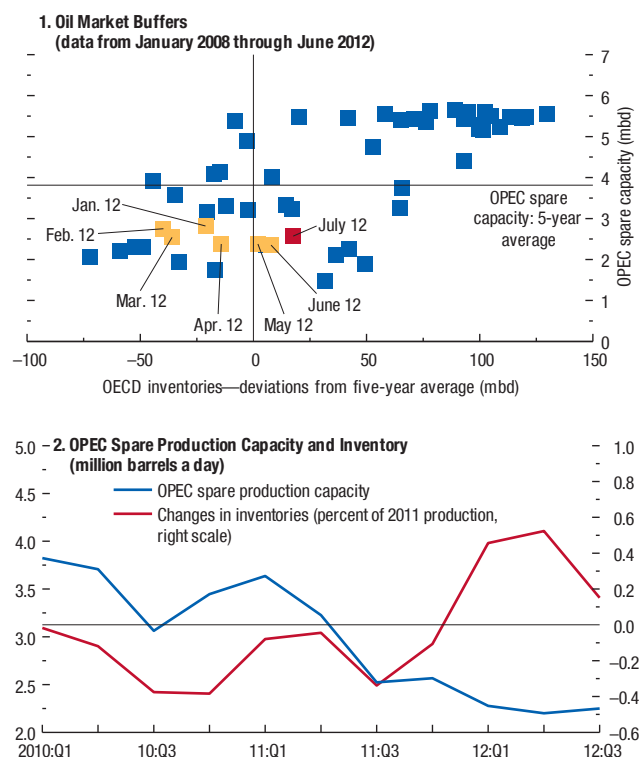 1. Oil Market Buffers
(data from January 2008 through June 2012)
7
6
5
4
3
2
1
0
OPEC spare capacity (mbd)
OPEC spare
capacity: 5-year
average
Jan. 12
Feb. 12
Mar. 12
Apr. 12
May 12
June 12
July 12
–100
–50
0
50
100
150
OECD inventories—deviations from five-year average (mbd)
2. OPEC Spare Production Capacity and Inventory
(million barrels a day)
OPEC spare production capacity
Changes in inventories (percent of 2011 production,
right scale)
5.0
4.5
4.0
3.5
3.0
2.5
2.0
1.0
0.8
0.6
0.4
0.2
0.0
–0.2
–0.4
–0.6
2010:Q1
10:Q3
11:Q1
11:Q3
12:Q1
12:Q3